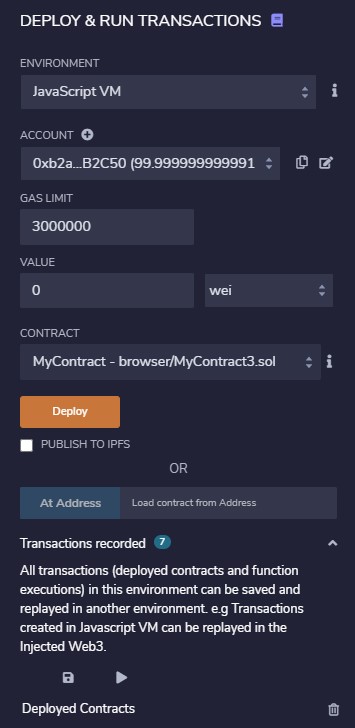 DEPLOY & RUN TRANSACTIONS
ENVIRONMENT
JavaScript VM
ACCOUNT
0xb2a...B2C50 (99.999999999991
GAS LIMIT
3000000
VALUE
0
wei
CONTRACT
MyContract - browser/MyContract3.sol
Deploy
PUBLISH TO IPFS
OR
At Address
Load contract from Address
Transactions recorded 7
All transactions (deployed contracts and function
executions) in this environment can be saved and
replayed in another environment. e.g Transactions
created in Javascript VM can be replayed in the
Injected Web3.
Deployed Contracts